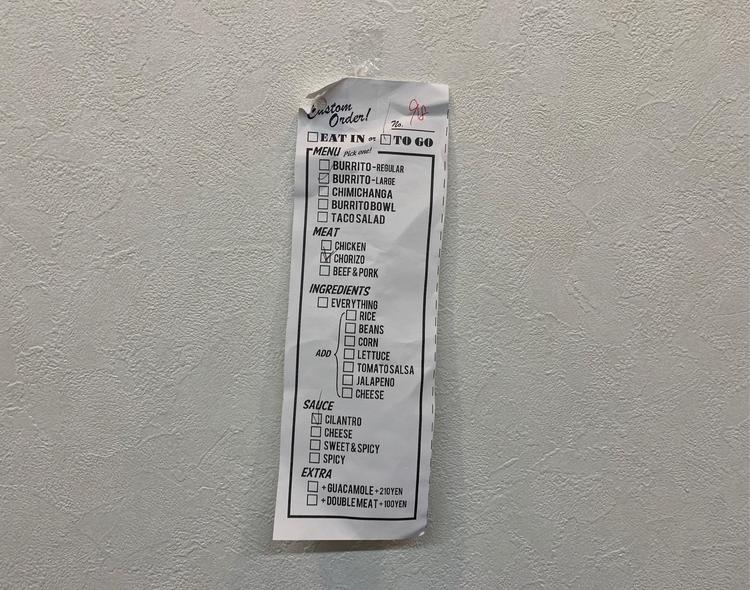 Custom
Order!
No. 98
EAT IN or TO GO
MENU Pick one!
BURRITO-REGULAR
BURRITO-LARGE
CHIMICHANGA
BURRITO BOWL
TACO SALAD
MEAT
CHICKEN
CHORIZO
BEEF & PORK
INGREDIENTS
EVERYTHING
ADD
RICE
BEANS
CORN
LETTUCE
TOMATO SALSA
JALAPENO
CHEESE
SAUCE
CILANTRO
CHEESE
SWEET & SPICY
SPICY
EXTRA
+GUACAMOLE +210YEN
+DOUBLE MEAT +100YEN